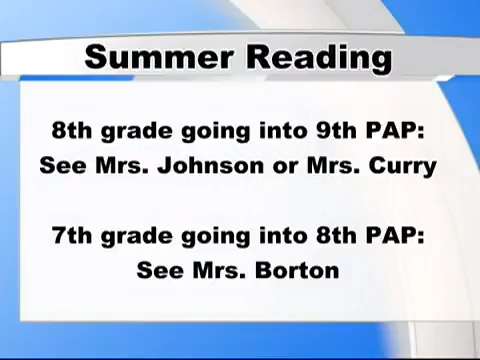 Summer Reading
8th grade going into 9th PAP:
See Mrs. Johnson or Mrs. Curry
7th grade going into 8th PAP:
See Mrs. Borton